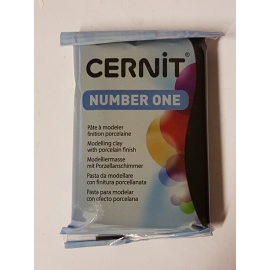 CERNIT
NUMBER ONE
Pâte à modeler
finition porcelaine
Modelling clay
with porcelain finish
Modelliermasse
mit Porzellanschimmer
Pasta da modellare
con finitura porcellanata
Pasta para modelar
con efecto porcelana